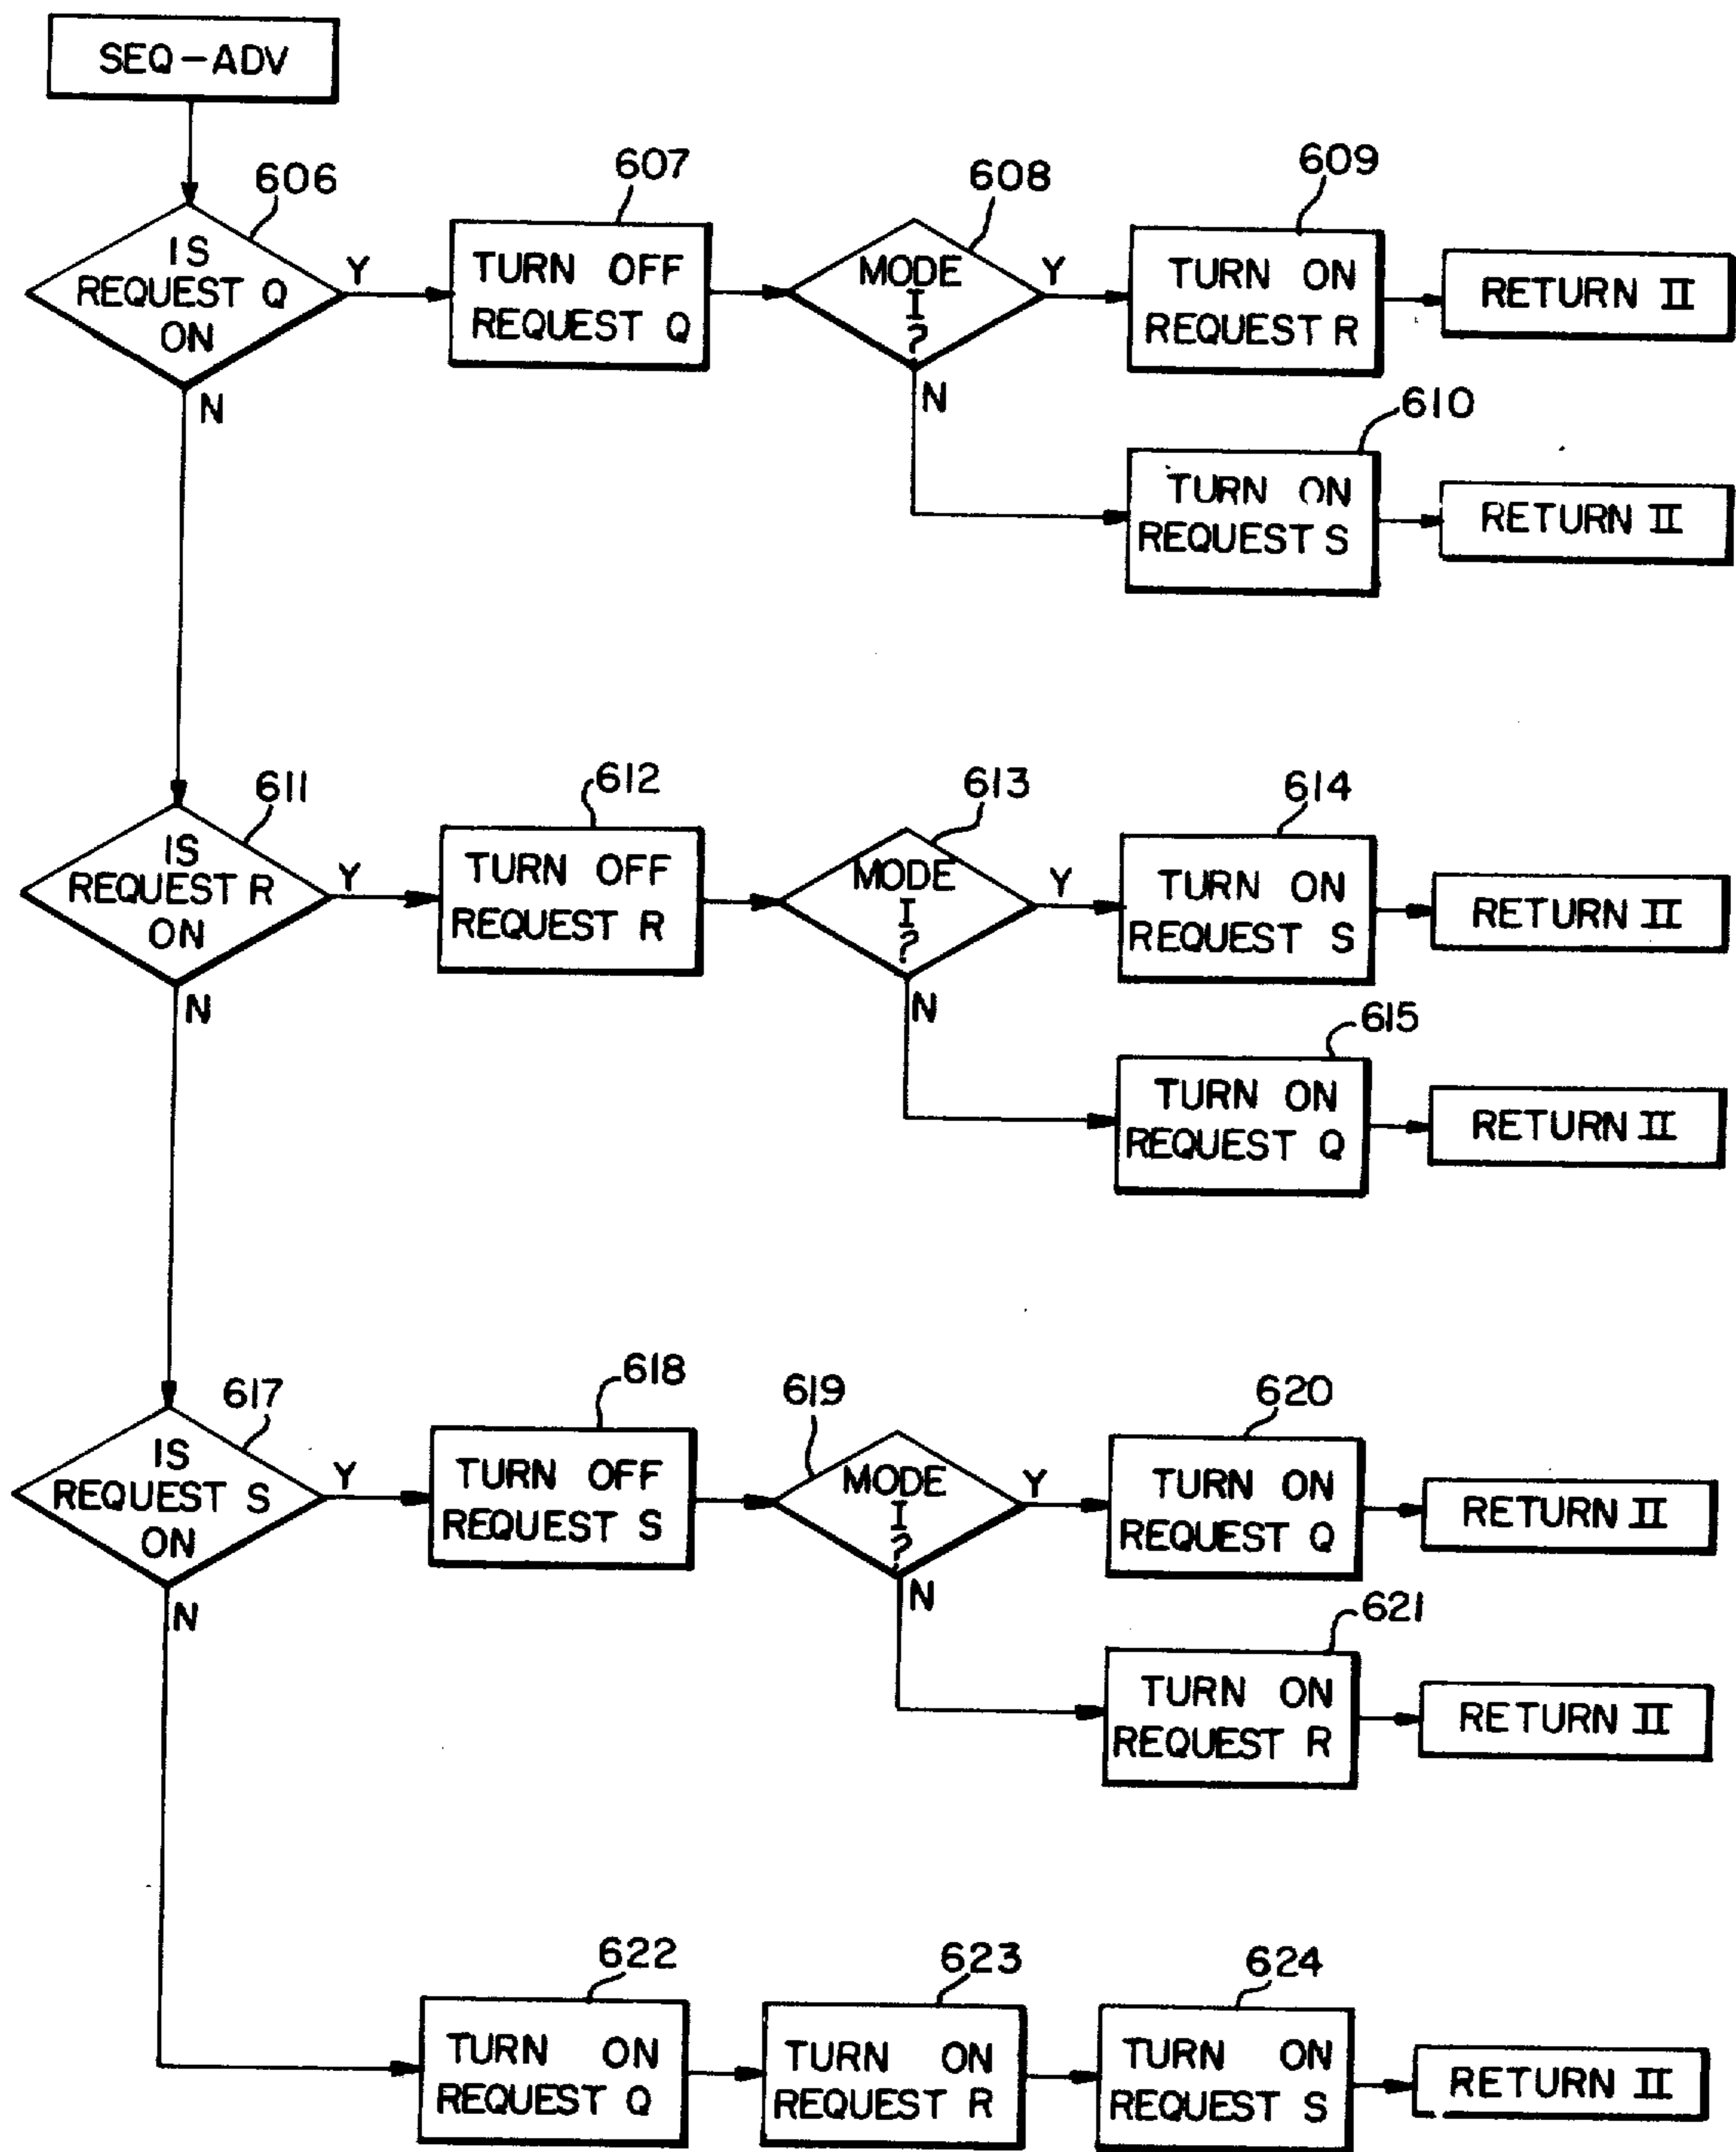 SEQ-ADV
606
IS
REQUEST Q
ON
Y
N
607
TURN OFF
REQUEST Q
608
MODE
I
?
Y
N
609
TURN ON
REQUEST R
RETURN II
610
TURN ON
REQUEST S
RETURN II
611
IS
REQUEST R
ON
Y
N
612
TURN OFF
REQUEST R
613
MODE
I
?
Y
N
614
TURN ON
REQUEST S
RETURN II
615
TURN ON
REQUEST Q
RETURN II
617
IS
REQUEST S
ON
Y
N
618
TURN OFF
REQUEST S
619
MODE
I
?
Y
N
620
TURN ON
REQUEST Q
RETURN II
621
TURN ON
REQUEST R
RETURN II
622
TURN ON
REQUEST Q
623
TURN ON
REQUEST R
624
TURN ON
REQUEST S
RETURN II